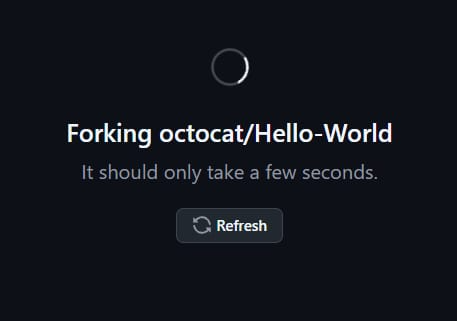 Forking octocat/Hello-World
It should only take a few seconds.
Refresh